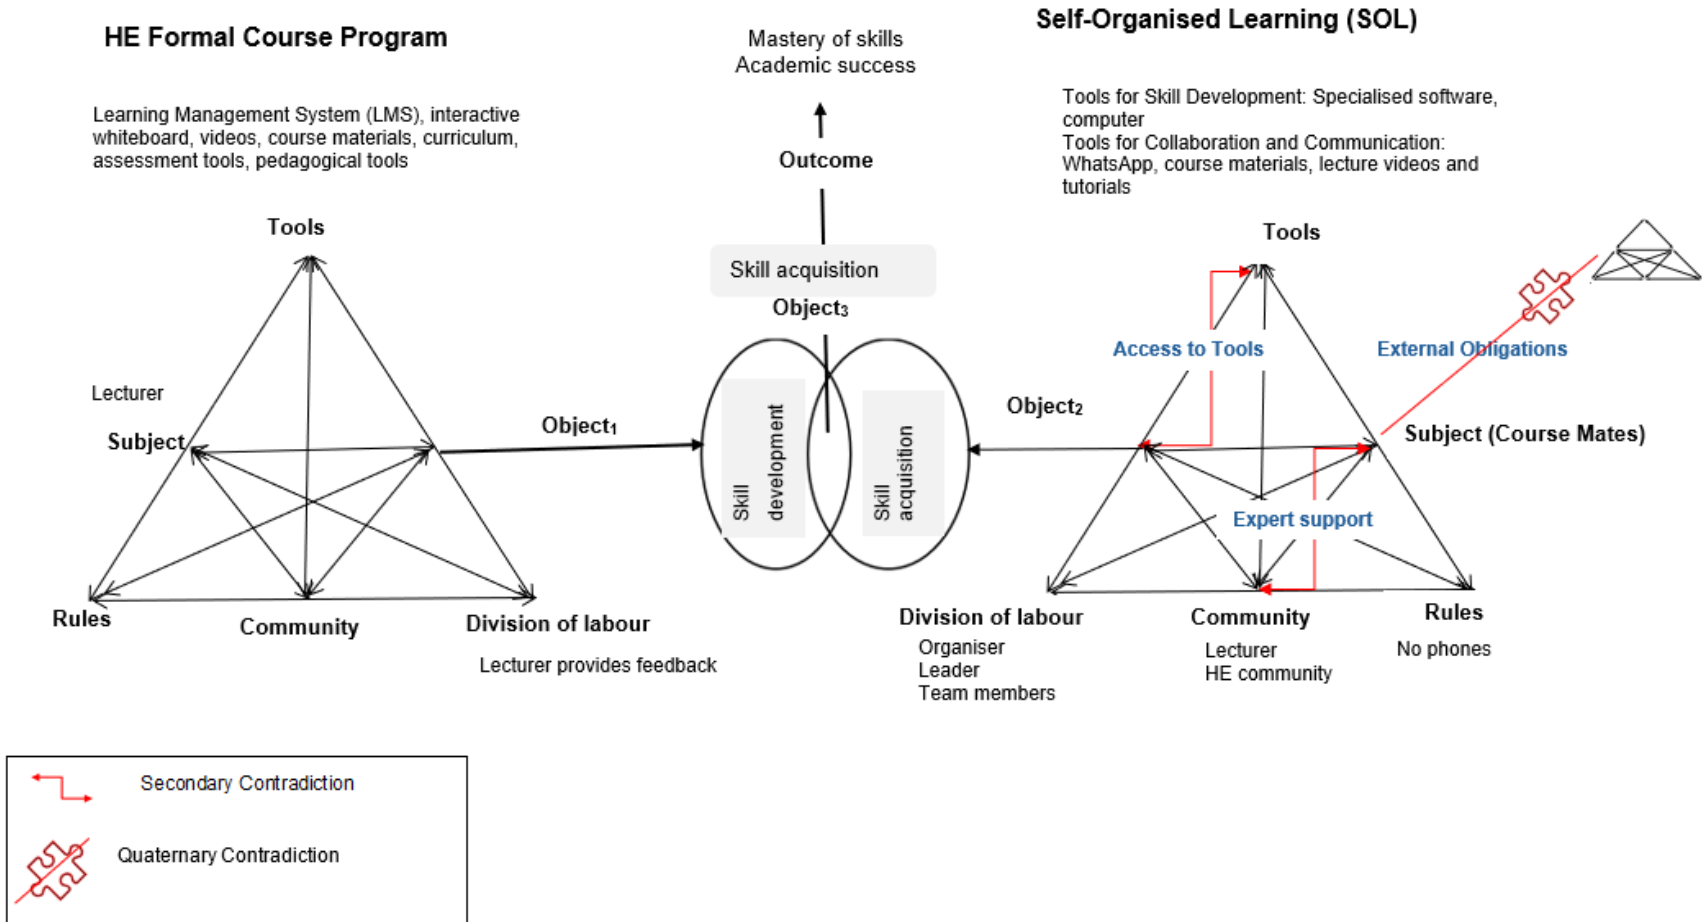 HE Formal Course Program
Learning Management System (LMS), interactive
whiteboard, videos, course materials, curriculum,
assessment tools, pedagogical tools
Tools
Lecturer
Subject
Rules
Community
Division of labour
Lecturer provides feedback
Object₁
Mastery of skills
Academic success
Outcome
Skill acquisition
Object₃
Skill
development
Skill
acquisition
Self-Organised Learning (SOL)
Tools for Skill Development: Specialised software,
computer
Tools for Collaboration and Communication:
WhatsApp, course materials, lecture videos and
tutorials
Tools
Access to Tools
External Obligations
Object₂
Subject (Course Mates)
Expert support
Division of labour
Organiser
Leader
Team members
Community
Lecturer
HE community
Rules
No phones
Secondary Contradiction
Quaternary Contradiction